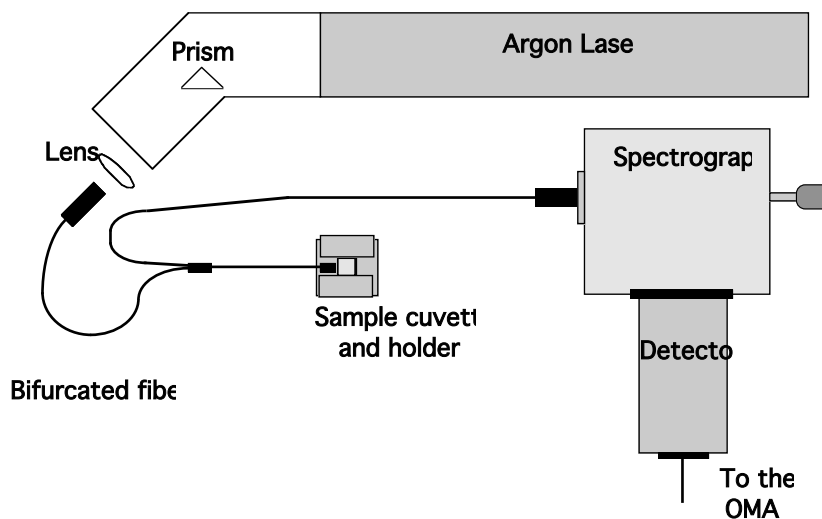 Argon Lase
Prism
Lens
Spectrograp
Sample cuvett
and holder
Detecto
Bifurcated fibe
To the
OMA